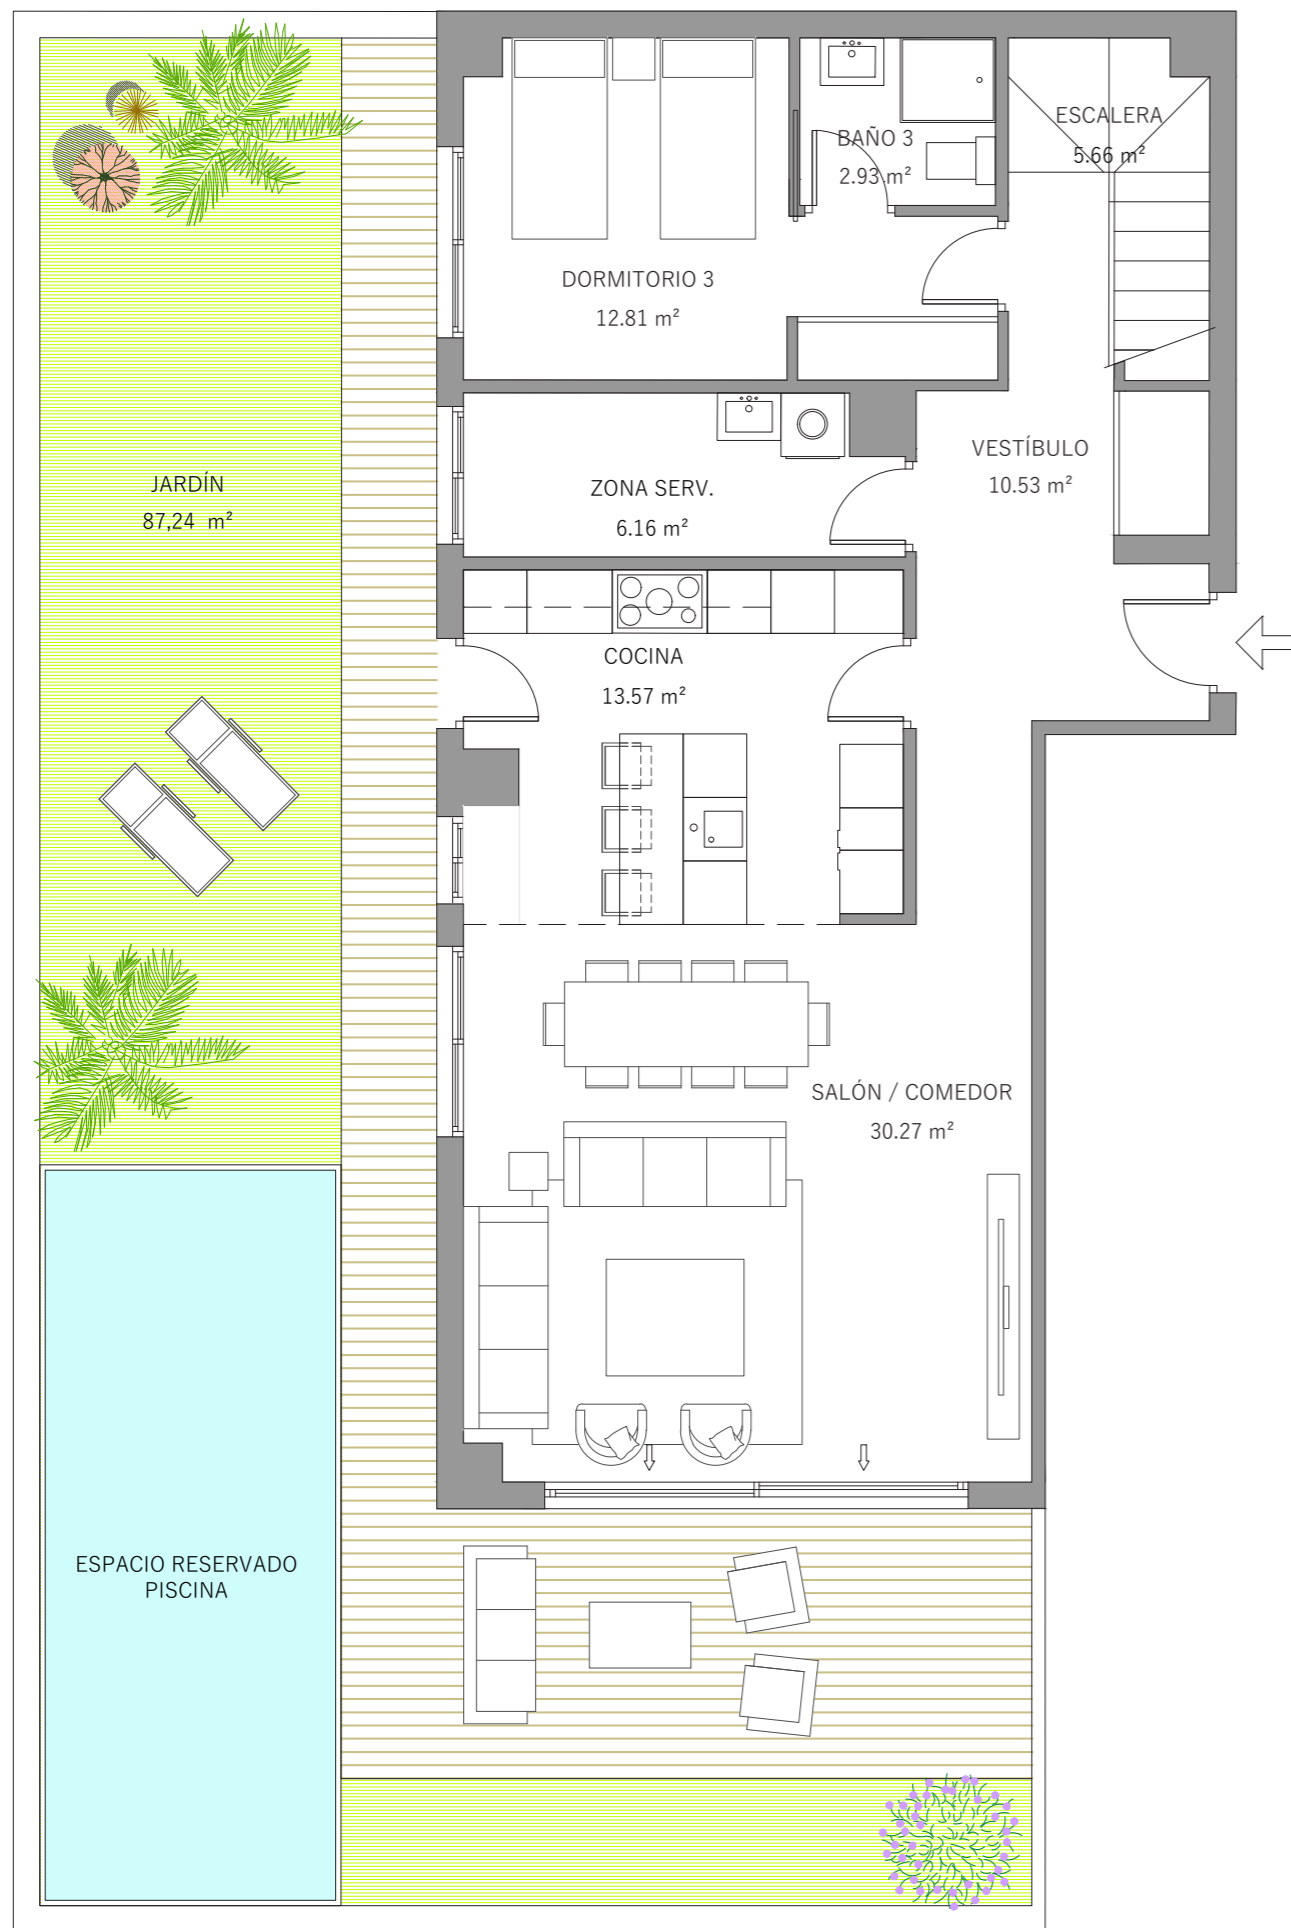 ESCALERA
5.66 m²
BAÑO 3
2.93 m²
DORMITORIO 3
12.81 m²
VESTÍBULO
10.53 m²
JARDÍN
87,24 m²
ZONA SERV.
6.16 m²
COCINA
13.57 m²
SALÓN / COMEDOR
30.27 m²
ESPACIO RESERVADO
PISCINA